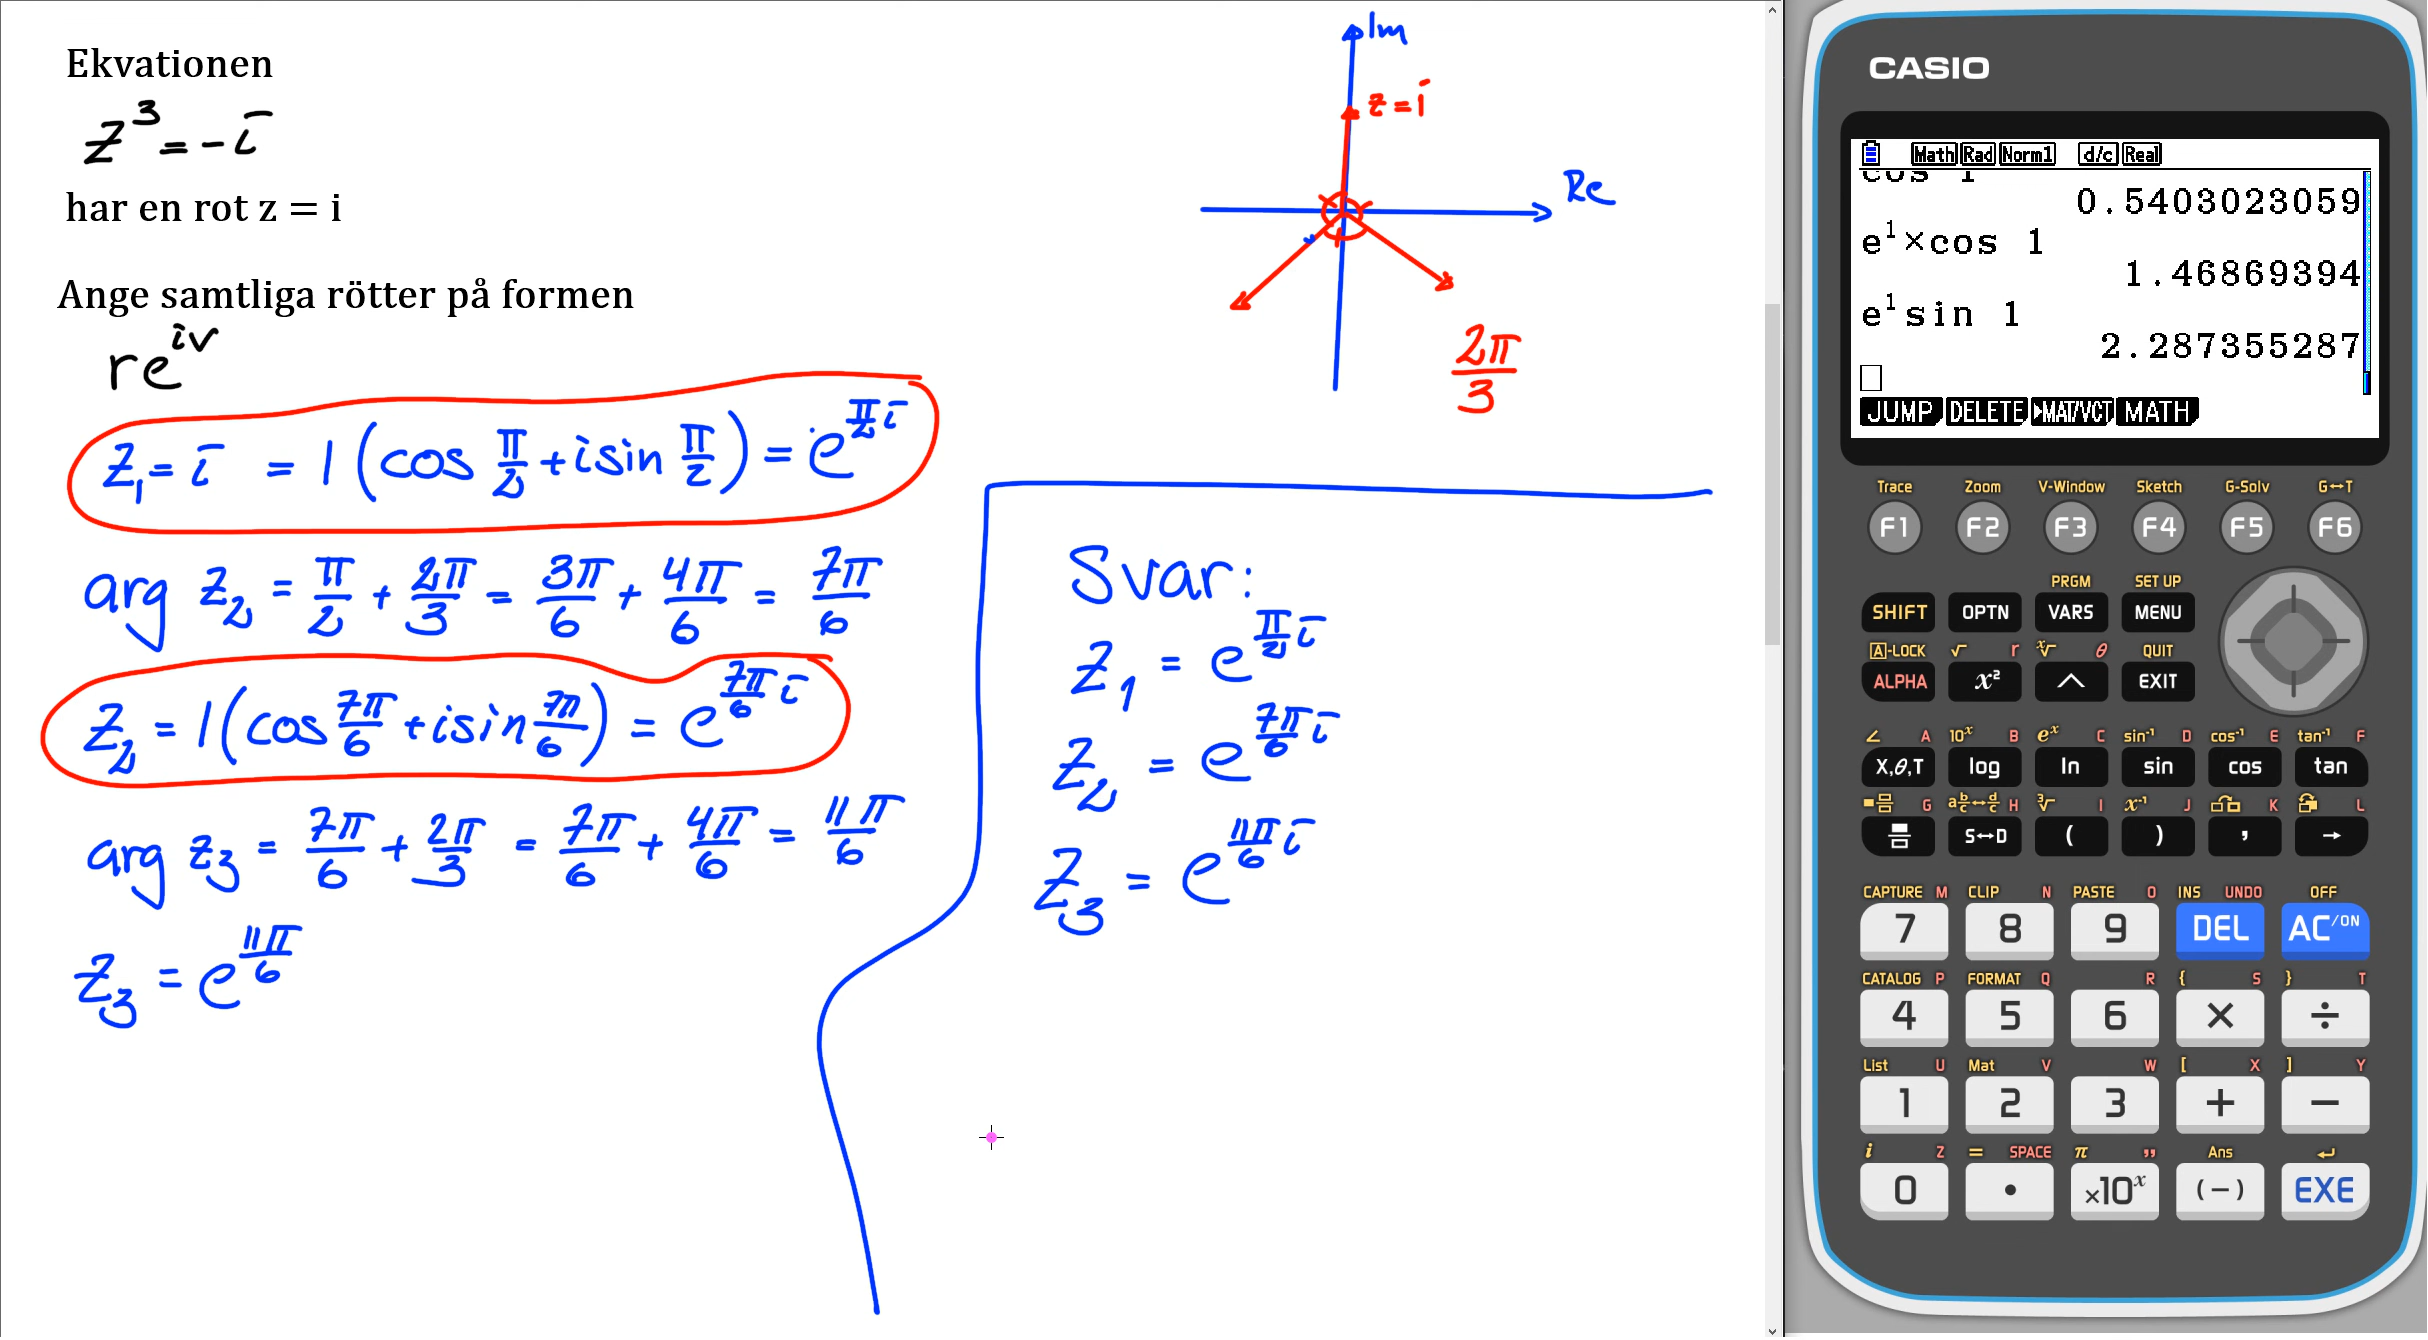 Ekvationen
z³ = -i
har en rot z = i
Ange samtliga rötter på formen
re^{iv}
z₁ = i = 1(cos π/2 + i sin π/2) = e^{π/2 i}
arg z₂ = π/2 + 2π/3 = 3π/6 + 4π/6 = 7π/6
z₂ = 1(cos 7π/6 + i sin 7π/6) = e^{7π/6 i}
arg z₃ = 7π/6 + 2π/3 = 7π/6 + 4π/6 = 11π/6
z₃ = e^{11π/6}
Im
z = i
Re
2π/3
Svar:
z₁ = e^{π/2 i}
z₂ = e^{7π/6 i}
z₃ = e^{11π/6 i}
CASIO
Math Rad Norm1 d/c Real
cos 1
0.5403023059
e¹×cos 1
1.46869394
e¹sin 1
2.287355287
JUMP DELETE ▶MAT/VCT MATH
Trace Zoom V-Window Sketch G-Solv G↔T
F1 F2 F3 F4 F5 F6
PRGM SET UP
SHIFT OPTN VARS MENU
A-LOCK √ r ˣ√ θ QUIT
ALPHA x² ^ EXIT
∠ A 10ˣ B eˣ C sin⁻¹ D cos⁻¹ E tan⁻¹ F
X,θ,T log ln sin cos tan
G a b/c↔d/c H ³√ I x⁻¹ J K L
S↔D ( ) , →
CAPTURE M CLIP N PASTE O INS UNDO OFF
7 8 9 DEL AC/ON
CATALOG P FORMAT Q R { S } T
4 5 6 × ÷
List U Mat V W [ X ] Y
1 2 3 + −
i Z = SPACE π " Ans ↵
0 • ×10ˣ (−) EXE